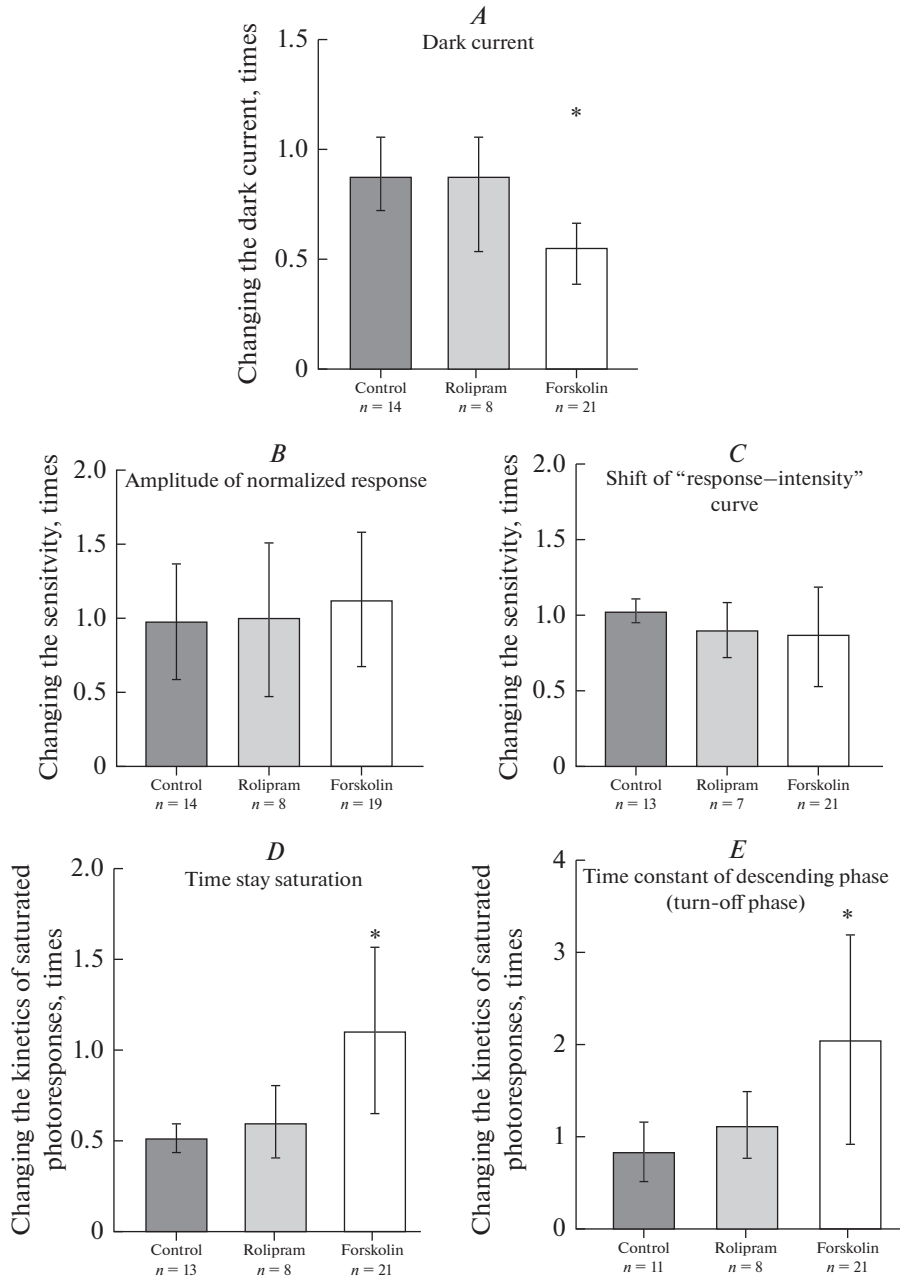 A
Dark current
Changing the dark current, times
1.5
1.0
0.5
0
*
Control
n = 14
Rolipram
n = 8
Forskolin
n = 21
B
Amplitude of normalized response
Changing the sensitvity, times
2.0
1.5
1.0
0.5
0
Control
n = 14
Rolipram
n = 8
Forskolin
n = 19
C
Shift of “response–intensity”
curve
Changing the sensitvity, times
2.0
1.5
1.0
0.5
0
Control
n = 13
Rolipram
n = 7
Forskolin
n = 21
D
Time stay saturation
Changing the kinetics of saturated
photoresponses, times
2.0
1.5
1.0
0.5
0
*
Control
n = 13
Rolipram
n = 8
Forskolin
n = 21
E
Time constant of descending phase
(turn-off phase)
Changing the kinetics of saturated
photoresponses, times
4
3
2
1
0
*
Control
n = 11
Rolipram
n = 8
Forskolin
n = 21